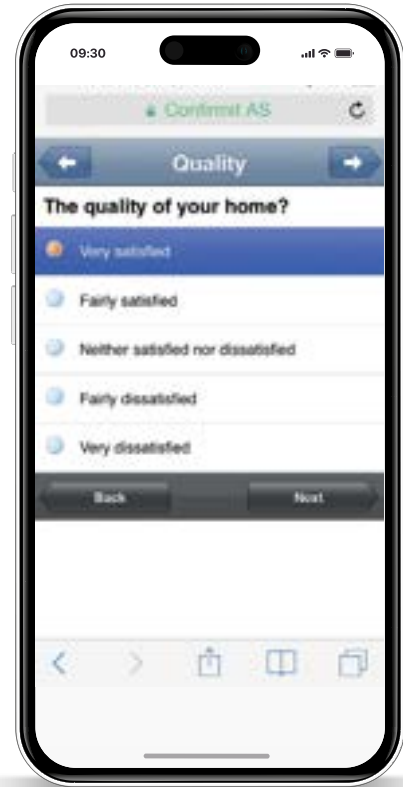 09:30
Confirmit AS
Quality
The quality of your home?
Very satisfied
Fairly satisfied
Neither satisfied nor dissatisfied
Fairly dissatisfied
Very dissatisfied
Back Next